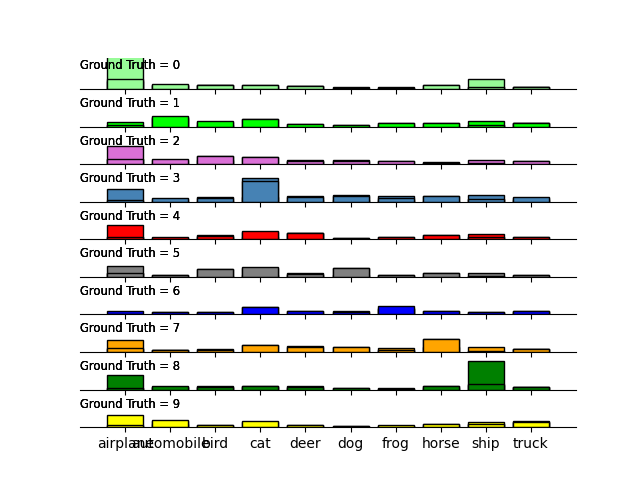 Ground Truth = 0
Ground Truth = 1
Ground Truth = 2
Ground Truth = 3
Ground Truth = 4
Ground Truth = 5
Ground Truth = 6
Ground Truth = 7
Ground Truth = 8
Ground Truth = 9
airplane automobile bird cat deer dog frog horse ship truck